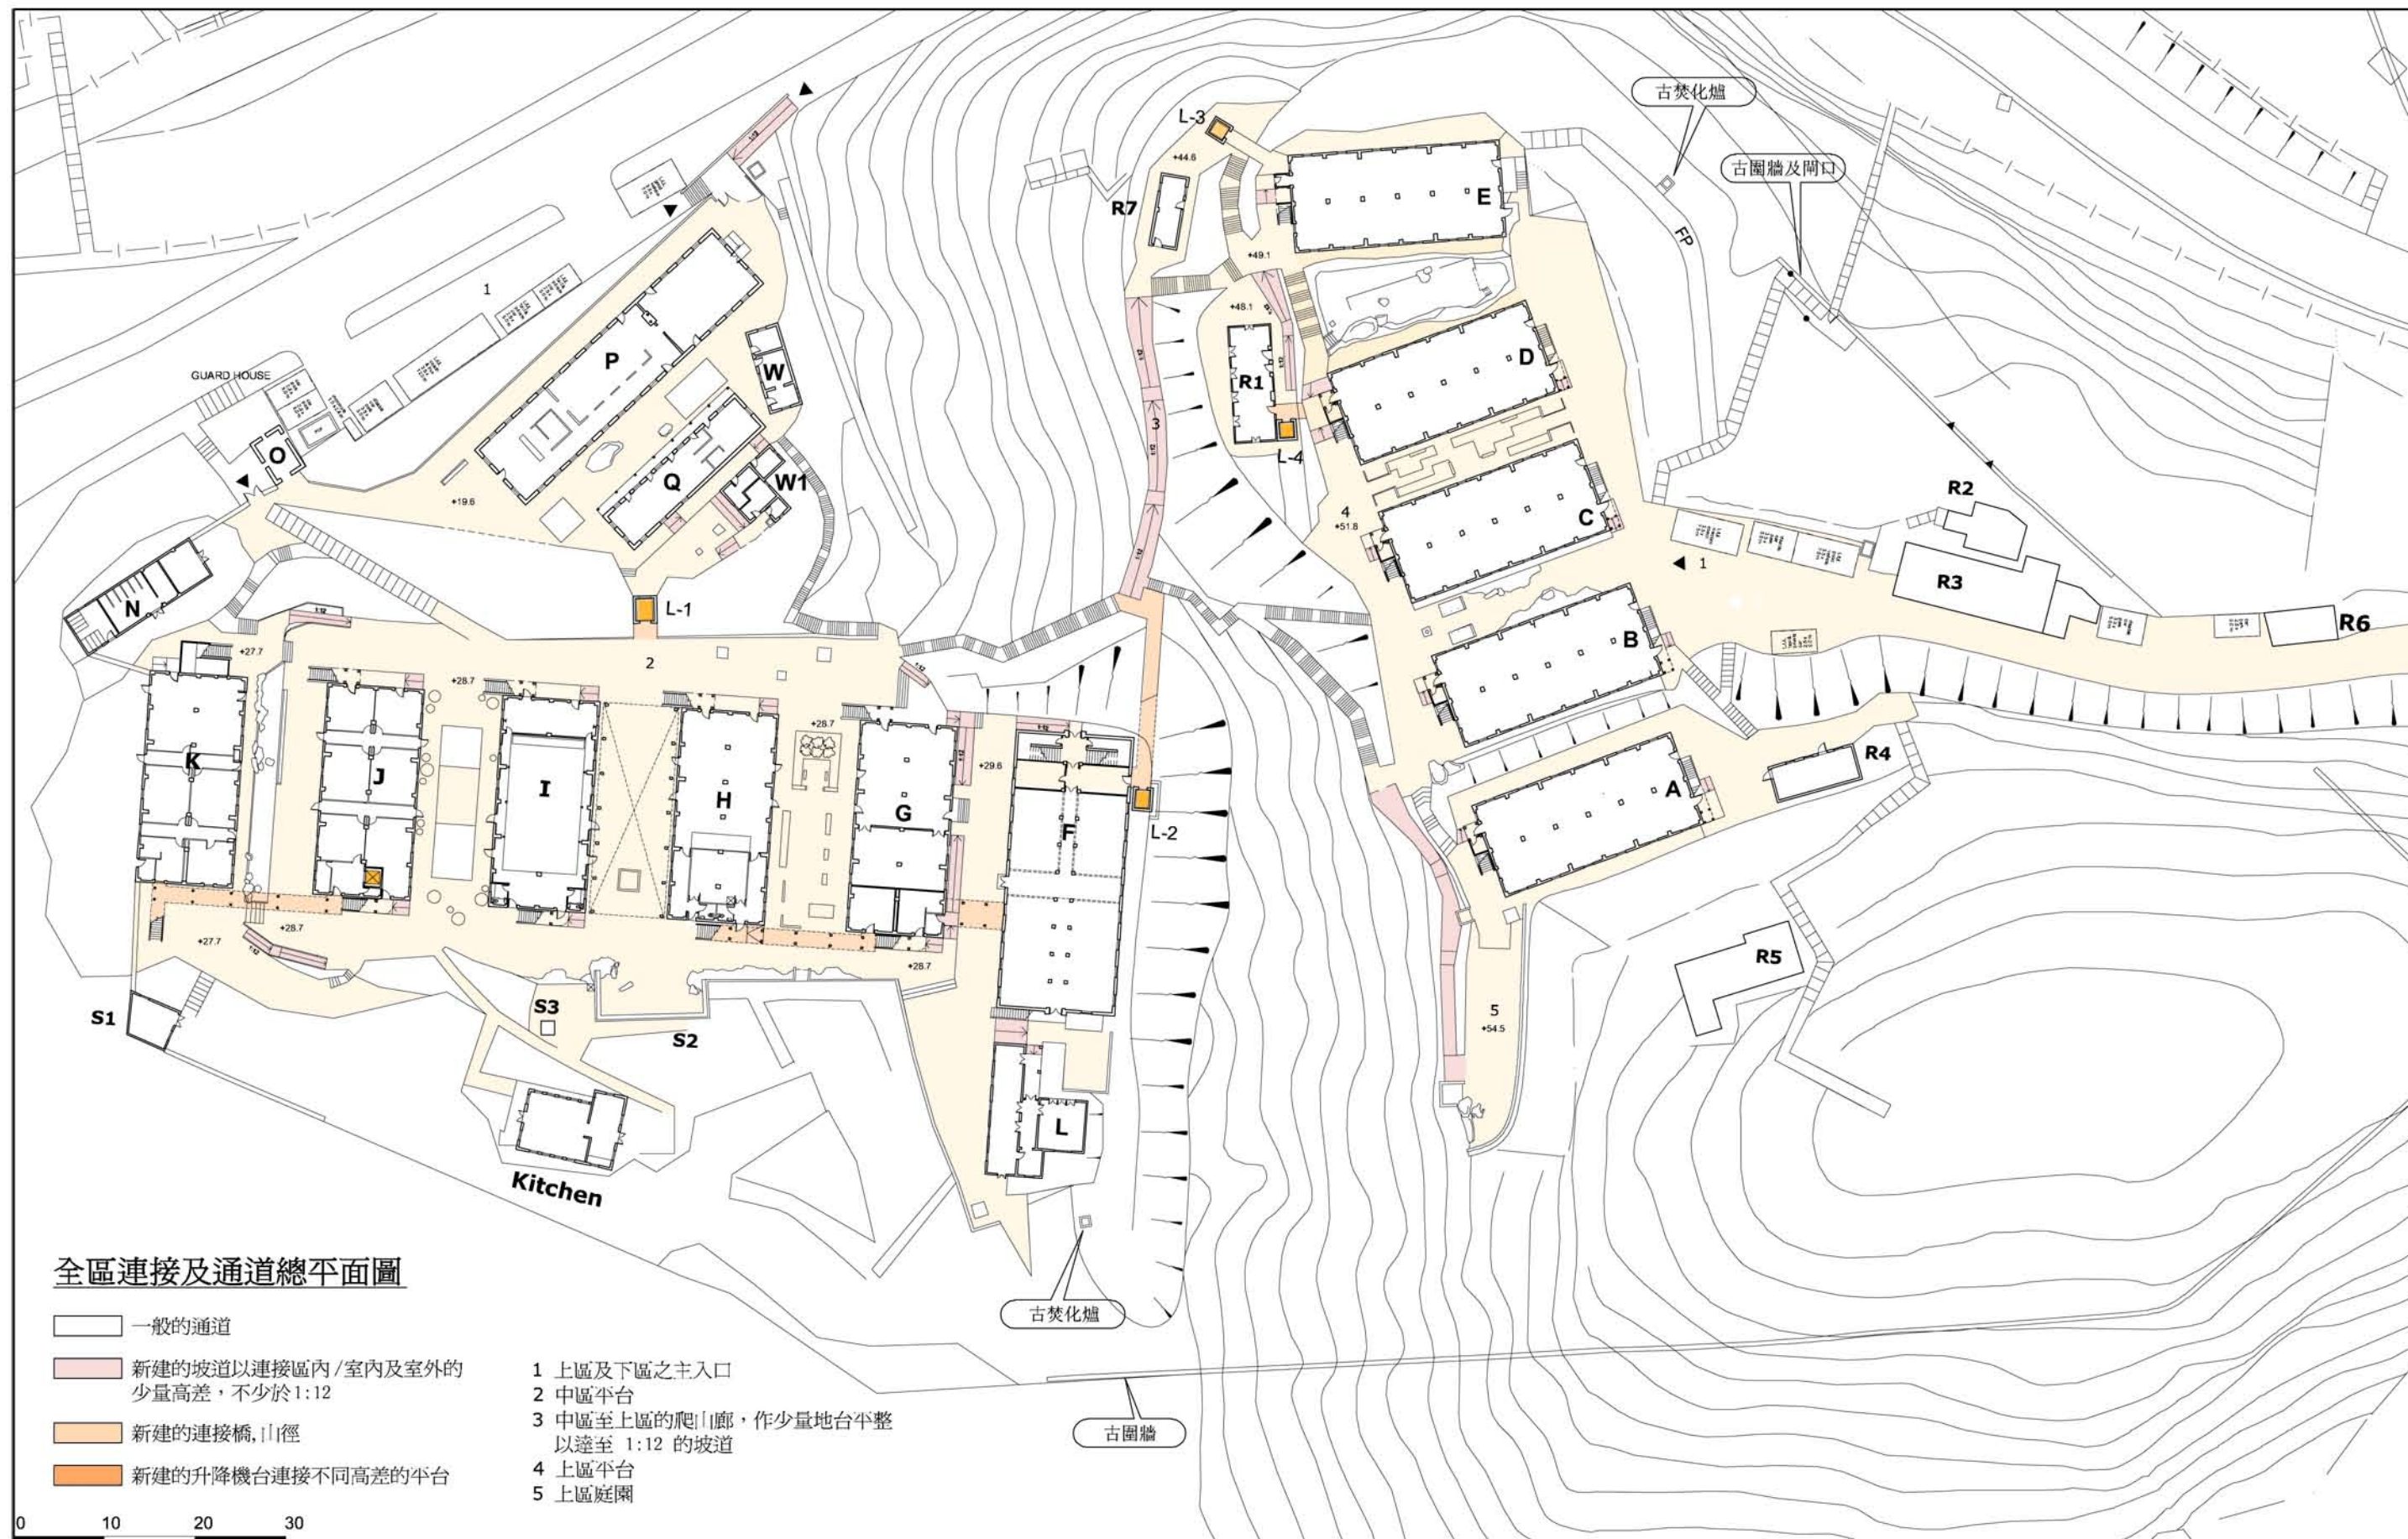 古焚化爐
L-3
+44.6
古圍牆及閘口
E
R7
FP
+49.1
1
+48.1
P
D
W
R1
GUARD HOUSE
3
O
L-4
Q
W1
R2
+19.6
4
+51.8
C
1
R3
N
L-1
R6
B
1:12
+27.7
2
+28.7
+28.7
1:12
1:12
R4
K
J
I
H
G
+29.6
A
F
L-2
+27.7
+28.7
1:12
+28.7
R5
S1
S3
S2
5
+54.5
L
Kitchen
古焚化爐
古圍牆
全區連接及通道總平面圖
一般的通道
新建的坡道以連接區內/室內及室外的
少量高差，不少於1:12
新建的連接橋,山徑
新建的升降機台連接不同高差的平台
1 上區及下區之主入口
2 中區平台
3 中區至上區的爬山廊，作少量地台平整
以達至 1:12 的坡道
4 上區平台
5 上區庭園
0 10 20 30